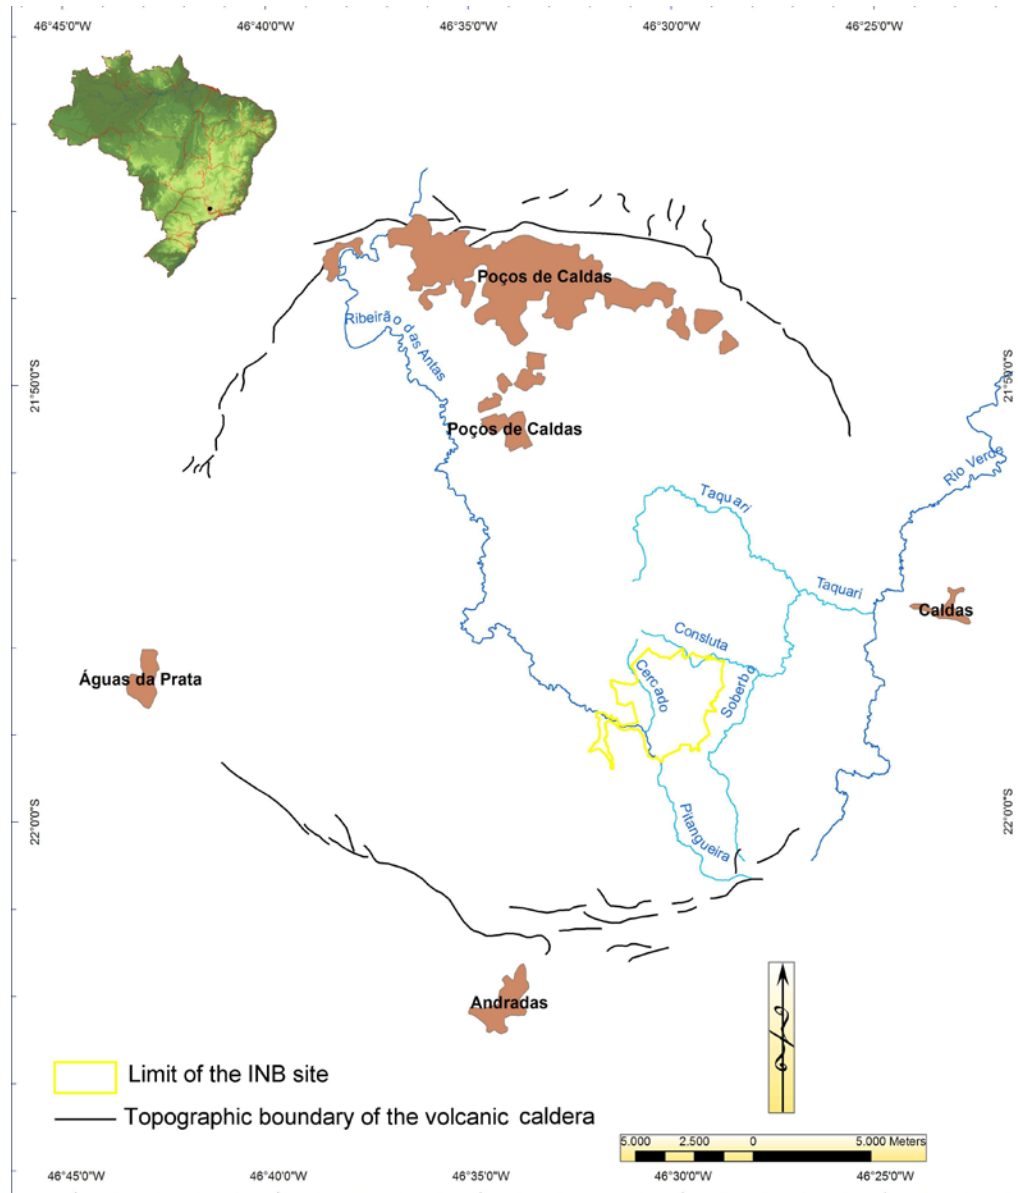 46°45'0"W 46°40'0"W 46°35'0"W 46°30'0"W 46°25'0"W
Poços de Caldas
Ribeirão das Antas
21°50'0"S
21°50'0"S
Poços de Caldas
Rio Verde
Taquari
Taquari
Caldas
Consluta
Águas da Prata
Cercado
Soberbo
22°0'0"S
22°0'0"S
Pitangueira
Andradas
Limit of the INB site
Topographic boundary of the volcanic caldera
5.000 2.500 0 5.000 Meters
46°45'0"W 46°40'0"W 46°35'0"W 46°30'0"W 46°25'0"W